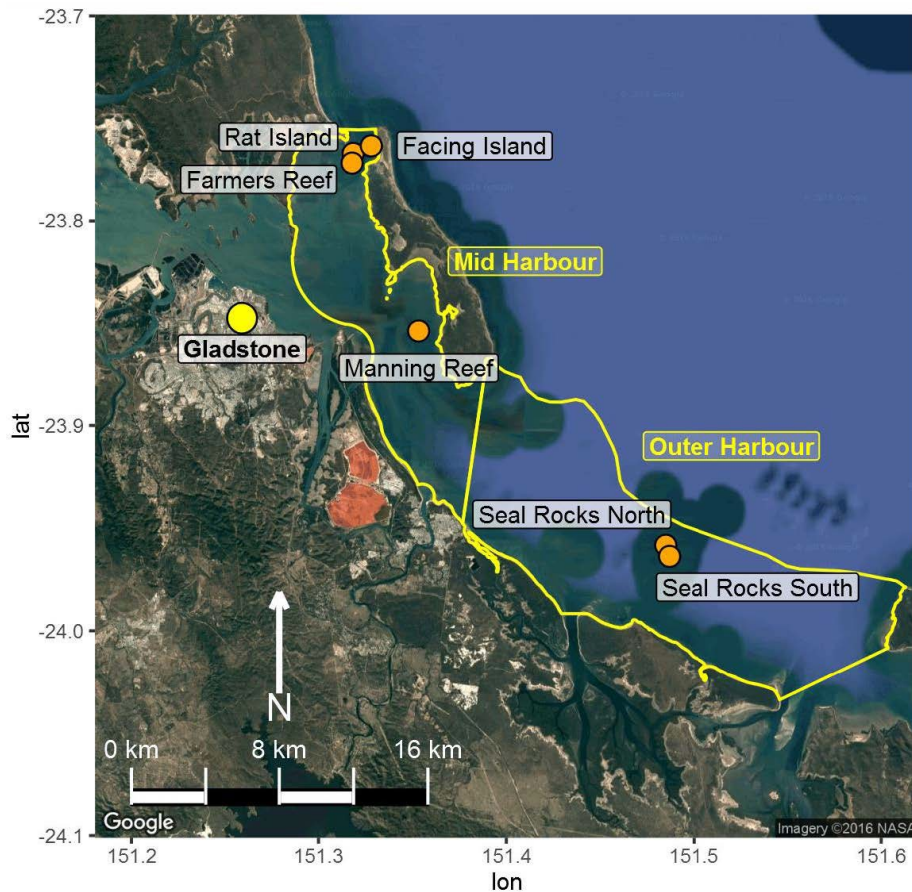 -23.7
Rat Island
Facing Island
Farmers Reef
-23.8
Mid Harbour
Gladstone
Manning Reef
lat
-23.9
Outer Harbour
Seal Rocks North
Seal Rocks South
-24.0
N
0 km 8 km 16 km
Google
Imagery ©2016 NASA
-24.1
151.2 151.3 151.4 151.5 151.6
lon